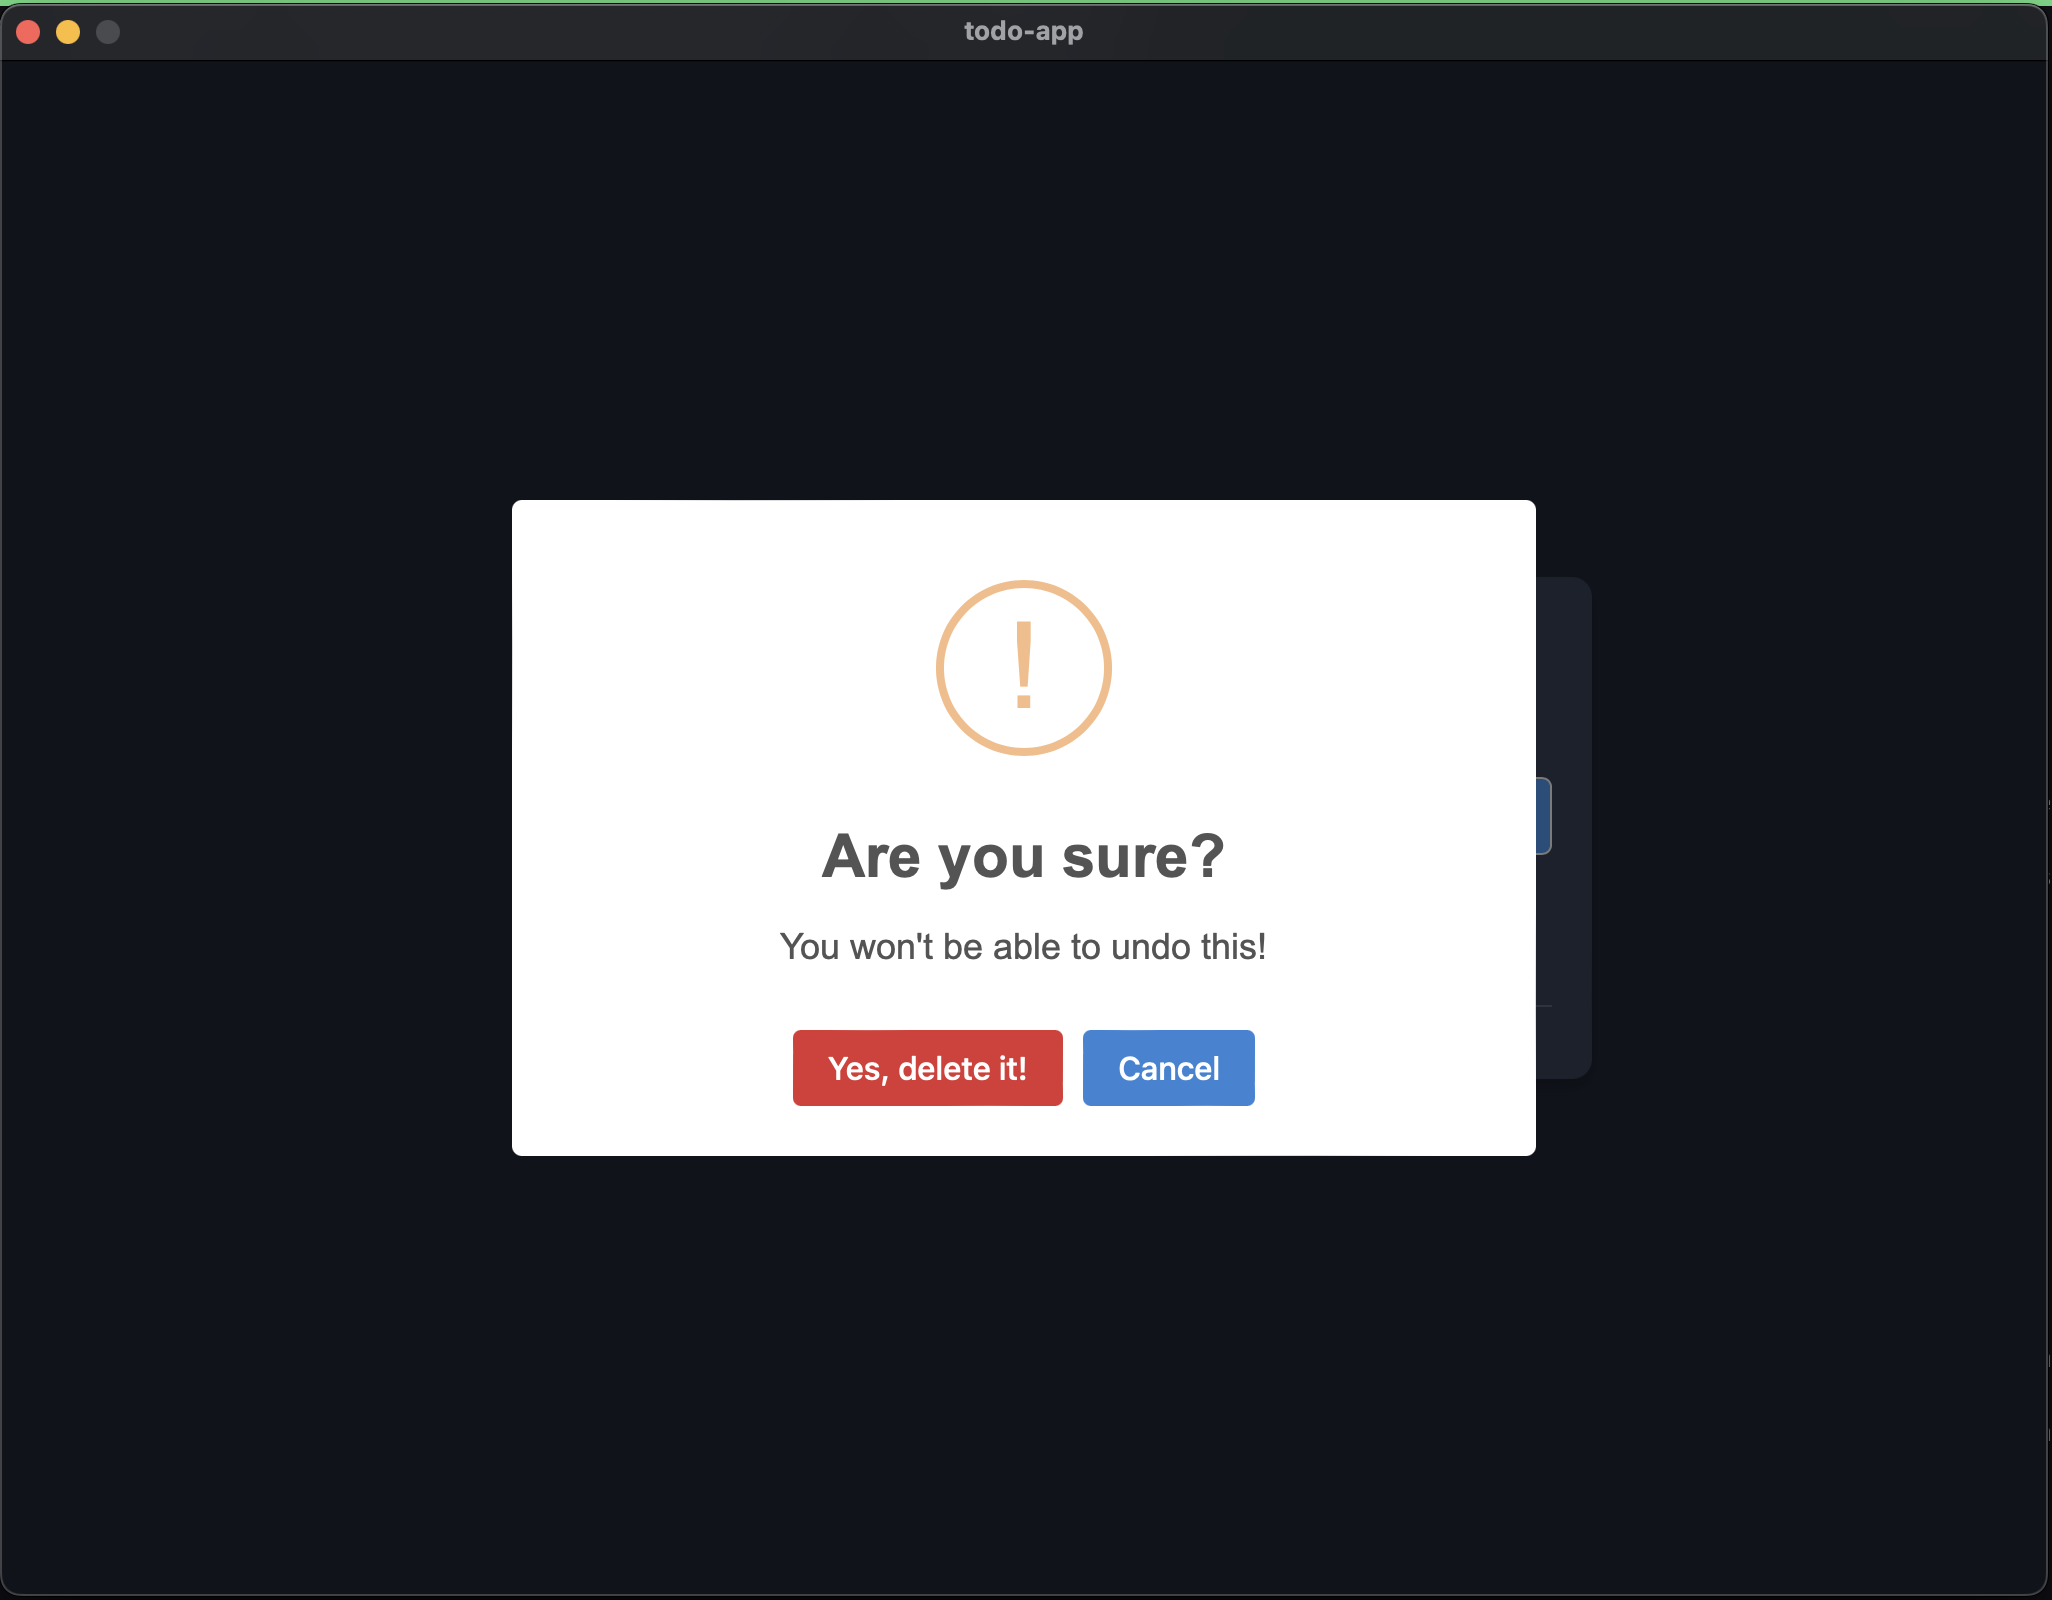 todo-app
!
Are you sure?
You won't be able to undo this!
Yes, delete it!
Cancel